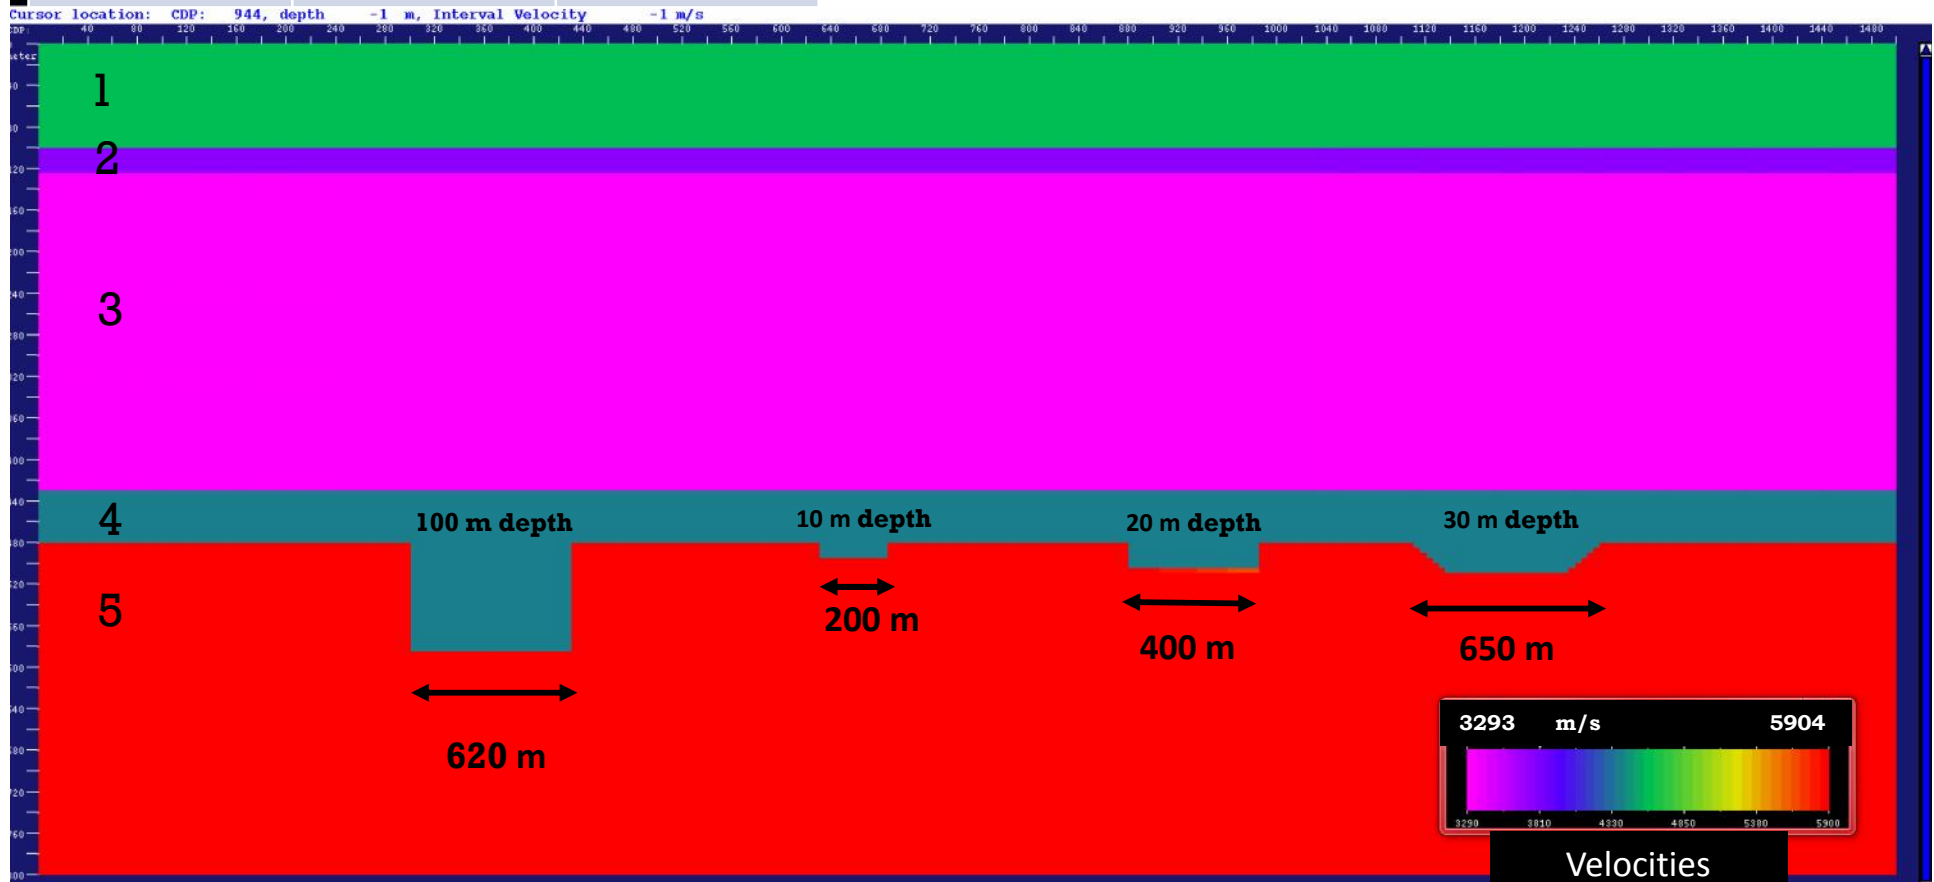 Cursor location: CDP: 944, depth -1 m, Interval Velocity -1 m/s
CDP: 40 80 120 160 200 240 280 320 360 400 440 480 520 560 600 640 680 720 760 800 840 880 920 960 1000 1040 1080 1120 1160 1200 1240 1280 1320 1360 1400 1440 1480
1
2
3
4
100 m depth
10 m depth
20 m depth
30 m depth
5
200 m
400 m
650 m
620 m
3293 m/s 5904
3290 3810 4330 4850 5380 5900
Velocities